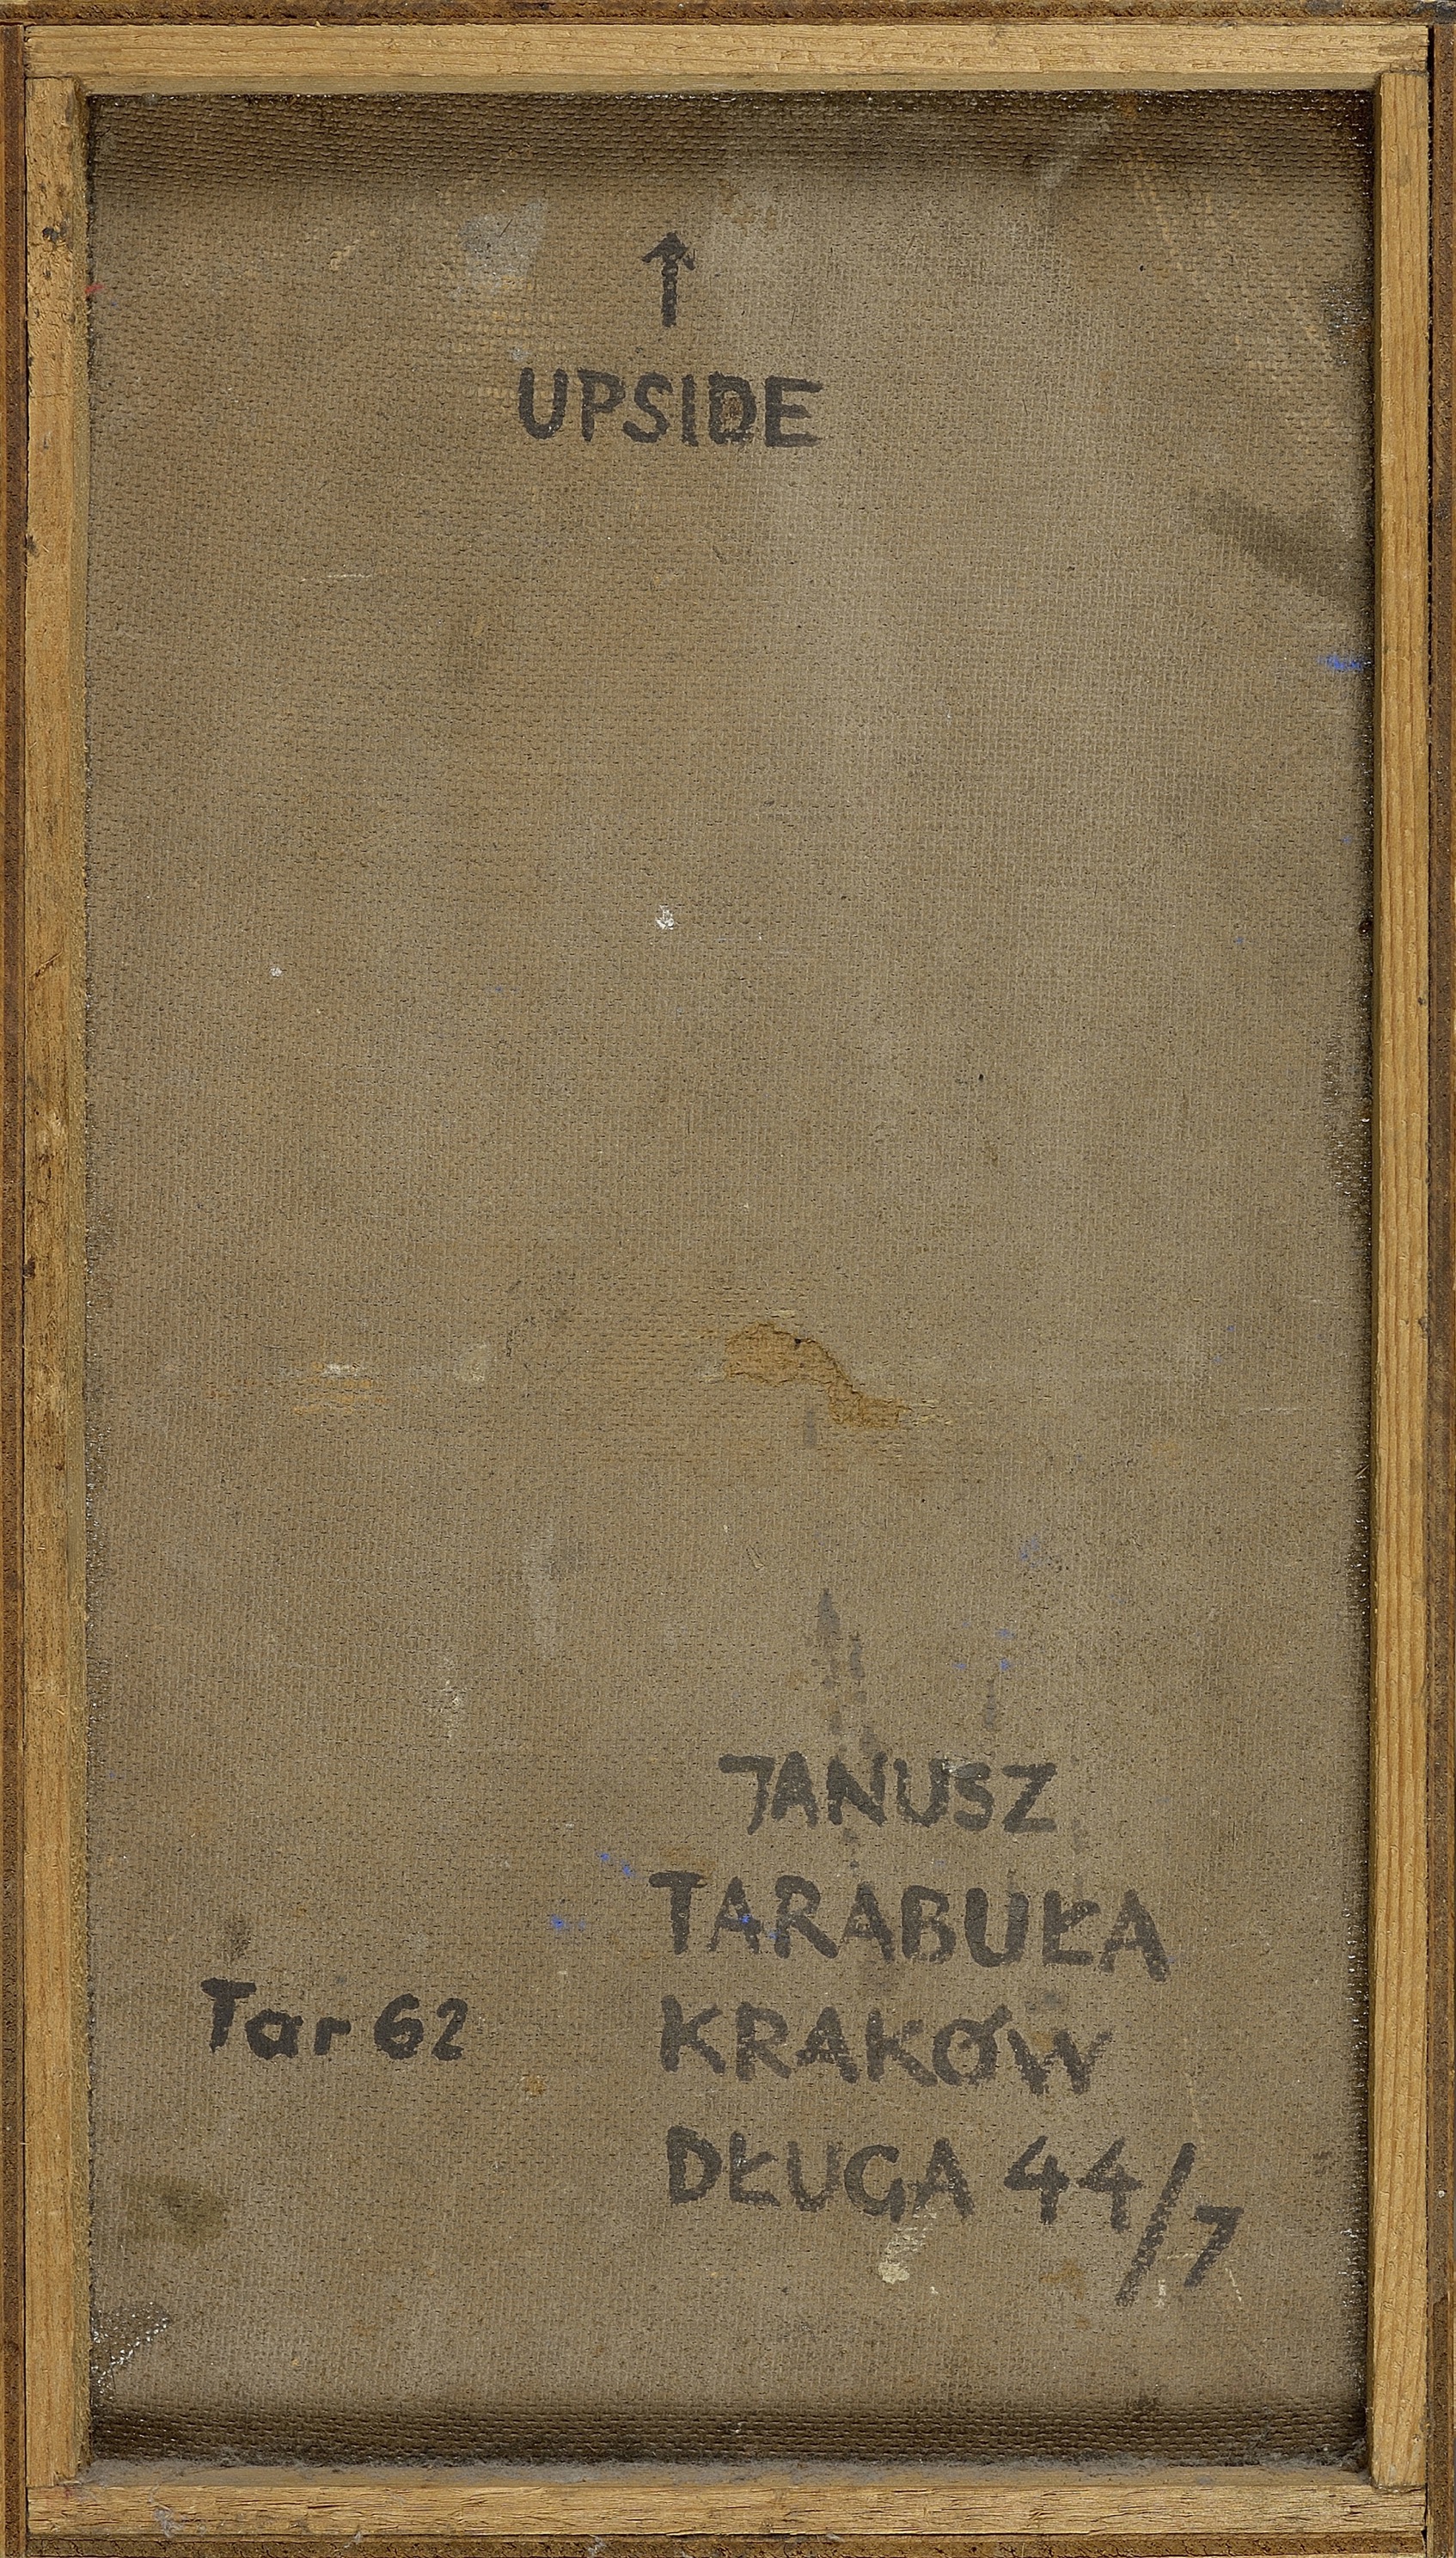 ↑
UPSIDE
JANUSZ
TARABUŁA
Tar 62
KRAKÓW
DŁUGA 44/7